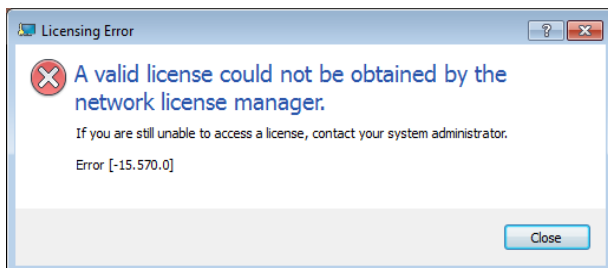 Licensing Error
?
A valid license could not be obtained by the
network license manager.
If you are still unable to access a license, contact your system administrator.
Error [-15.570.0]
Close